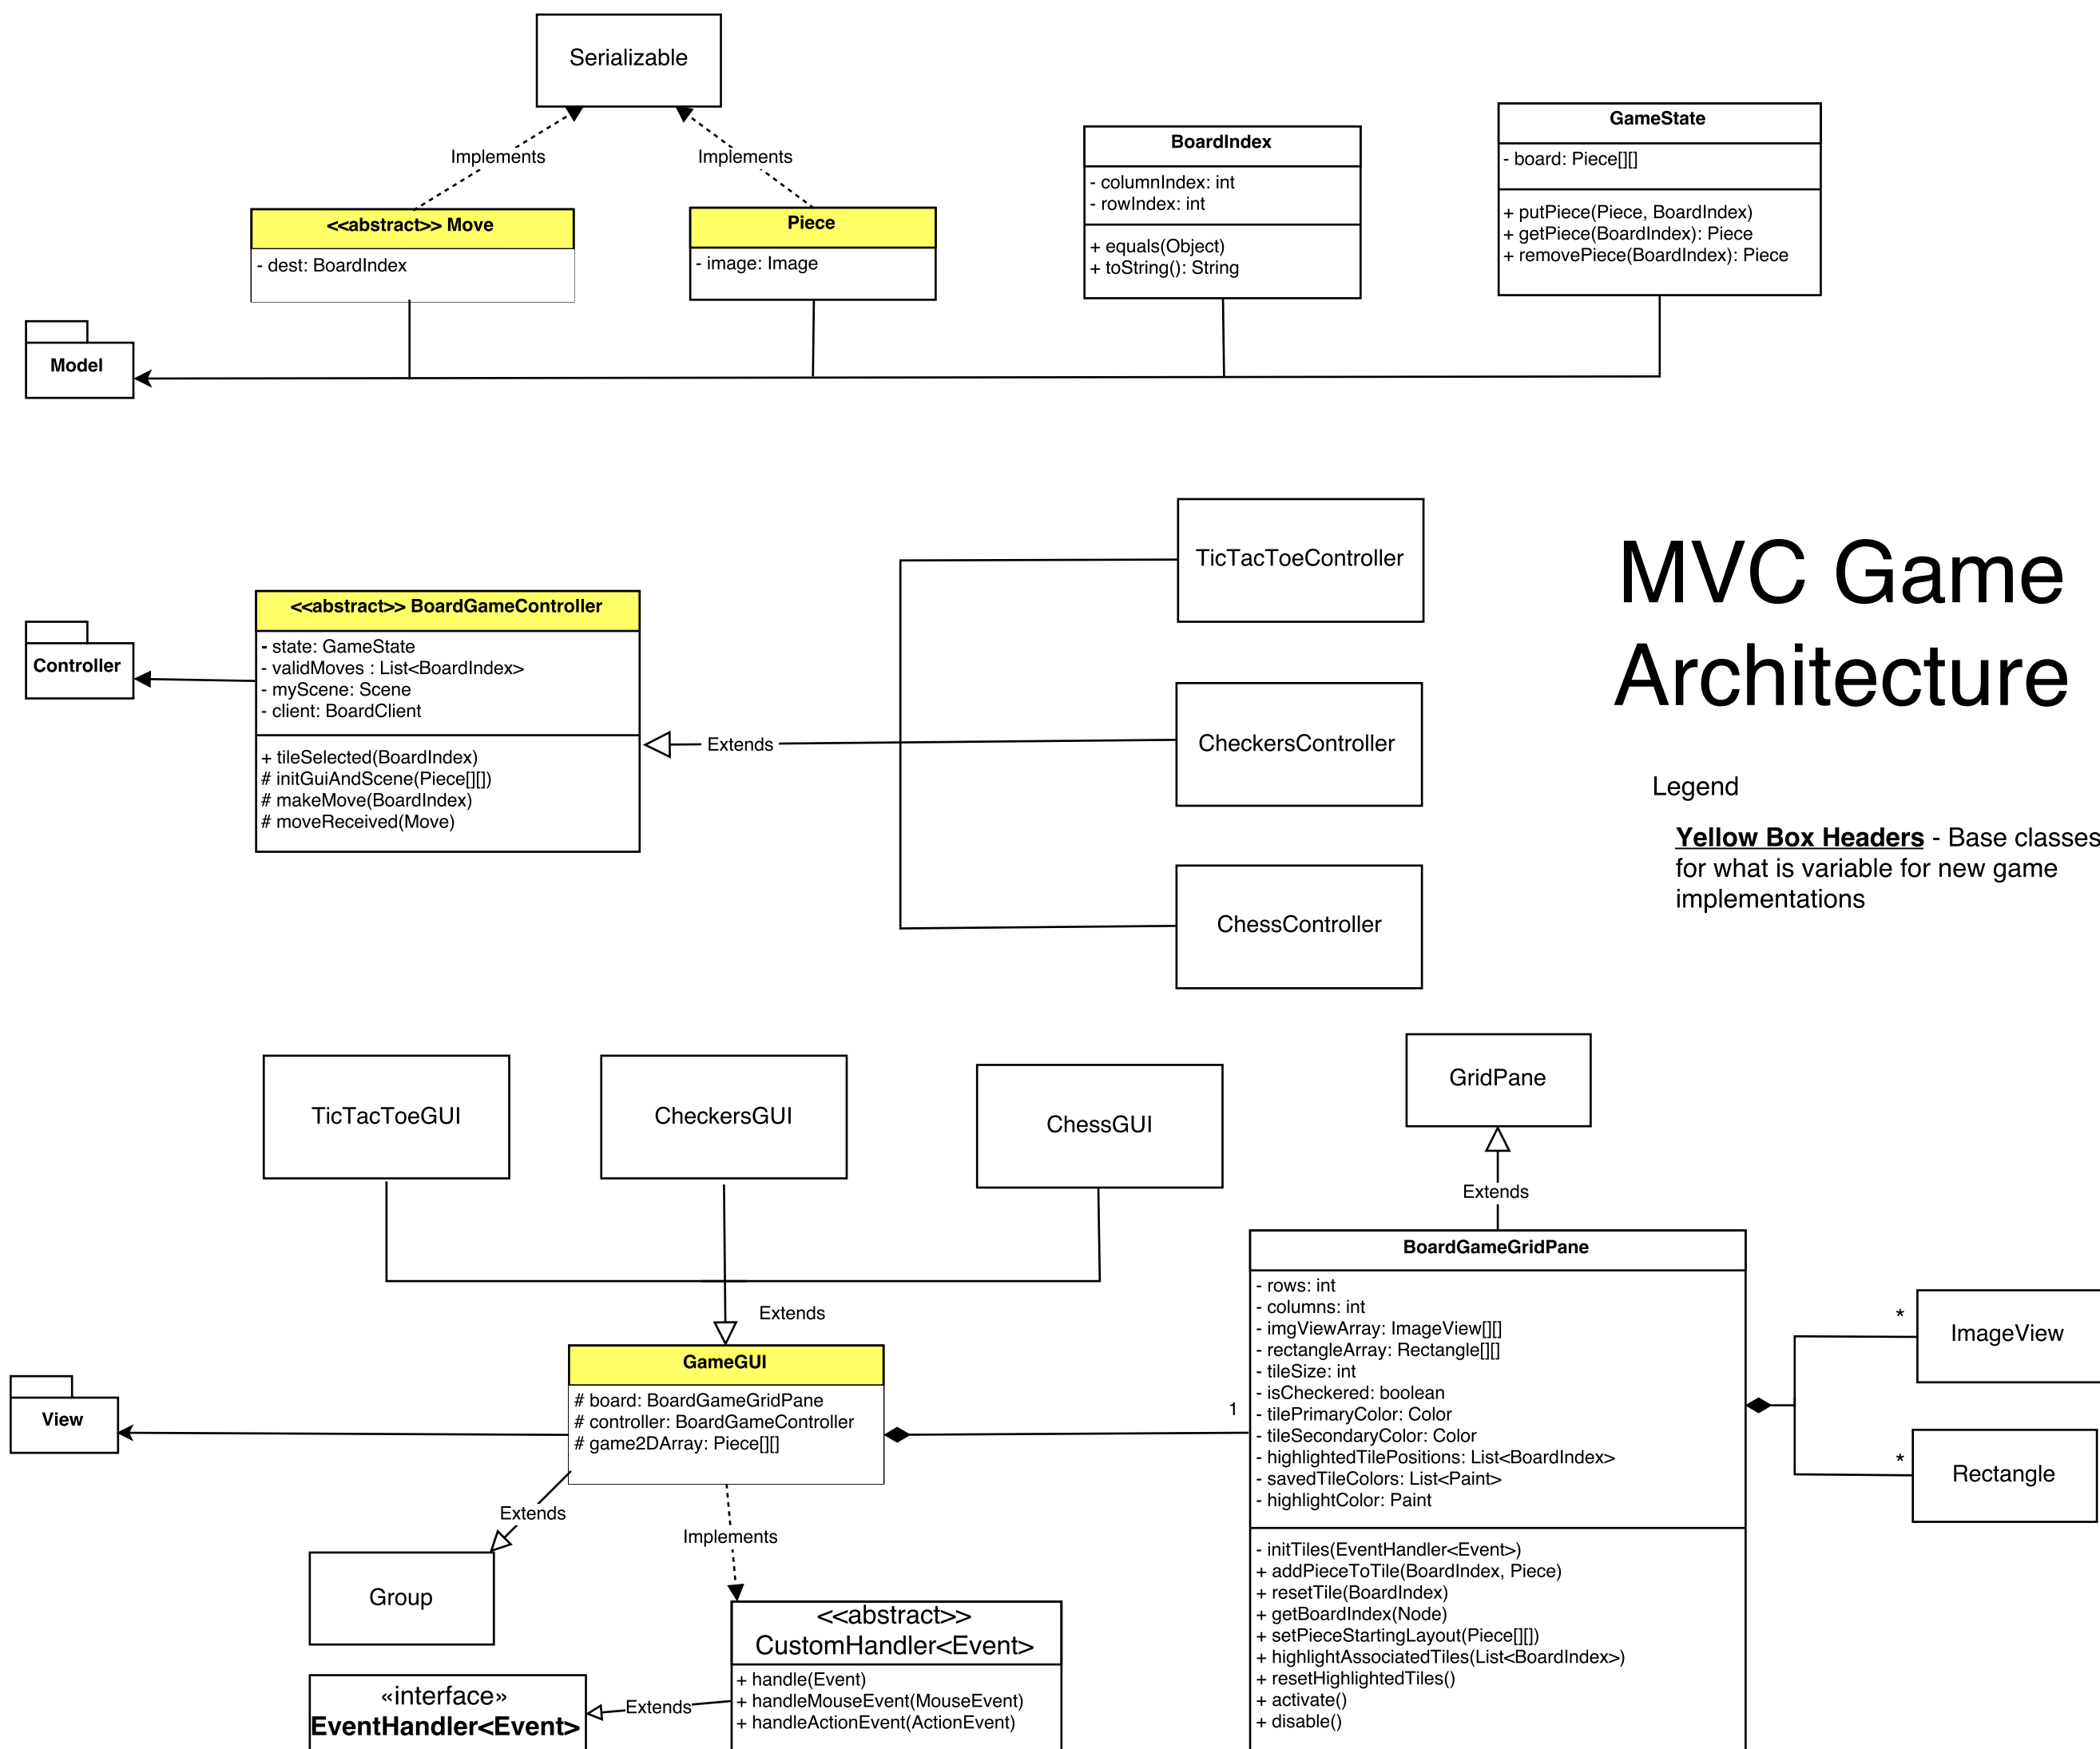 Serializable
Implements
Implements
<<abstract>> Move
- dest: BoardIndex
Piece
- image: Image
BoardIndex
- columnIndex: int
- rowIndex: int
+ equals(Object)
+ toString(): String
GameState
- board: Piece[][]
+ putPiece(Piece, BoardIndex)
+ getPiece(BoardIndex): Piece
+ removePiece(BoardIndex): Piece
Model
MVC Game
Architecture
Legend
Yellow Box Headers - Base classes
for what is variable for new game
implementations
Controller
<<abstract>> BoardGameController
- state: GameState
- validMoves : List<BoardIndex>
- myScene: Scene
- client: BoardClient
+ tileSelected(BoardIndex)
# initGuiAndScene(Piece[][])
# makeMove(BoardIndex)
# moveReceived(Move)
Extends
TicTacToeController
CheckersController
ChessController
TicTacToeGUI
CheckersGUI
ChessGUI
Extends
GridPane
Extends
View
GameGUI
# board: BoardGameGridPane
# controller: BoardGameController
# game2DArray: Piece[][]
1
BoardGameGridPane
- rows: int
- columns: int
- imgViewArray: ImageView[][]
- rectangleArray: Rectangle[][]
- tileSize: int
- isCheckered: boolean
- tilePrimaryColor: Color
- tileSecondaryColor: Color
- highlightedTilePositions: List<BoardIndex>
- savedTileColors: List<Paint>
- highlightColor: Paint
- initTiles(EventHandler<Event>)
+ addPieceToTile(BoardIndex, Piece)
+ resetTile(BoardIndex)
+ getBoardIndex(Node)
+ setPieceStartingLayout(Piece[][])
+ highlightAssociatedTiles(List<BoardIndex>)
+ resetHighlightedTiles()
+ activate()
+ disable()
*
ImageView
*
Rectangle
Extends
Group
Implements
<<abstract>>
CustomHandler<Event>
+ handle(Event)
+ handleMouseEvent(MouseEvent)
+ handleActionEvent(ActionEvent)
Extends
«interface»
EventHandler<Event>